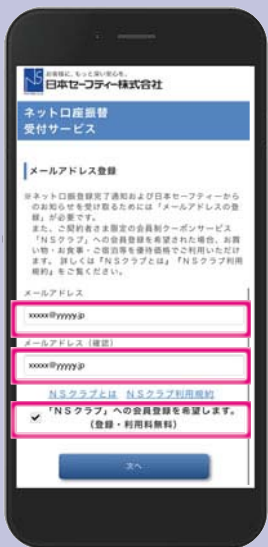 お客様に、もっと深い安心を。
NS 日本セーフティー株式会社
ネット口座振替
受付サービス
メールアドレス登録
※ネット口振登録完了通知および日本セーフティーから
のお知らせを受け取るためには「メールアドレスの登
録」が必要です。
また、ご契約者さま限定の会員制クーポンサービス
「NSクラブ」への会員登録を希望された場合、お買
い物・お食事・ご宿泊等を優待価格でご利用いただけ
ます。 詳しくは『NSクラブとは』『NSクラブ利用
規約』をご覧ください。
メールアドレス
xxxxx@yyyyy.jp
メールアドレス（確認）
xxxxx@yyyyy.jp
NSクラブとは NSクラブ利用規約
「NSクラブ」への会員登録を希望します。
（登録・利用料無料）
次へ